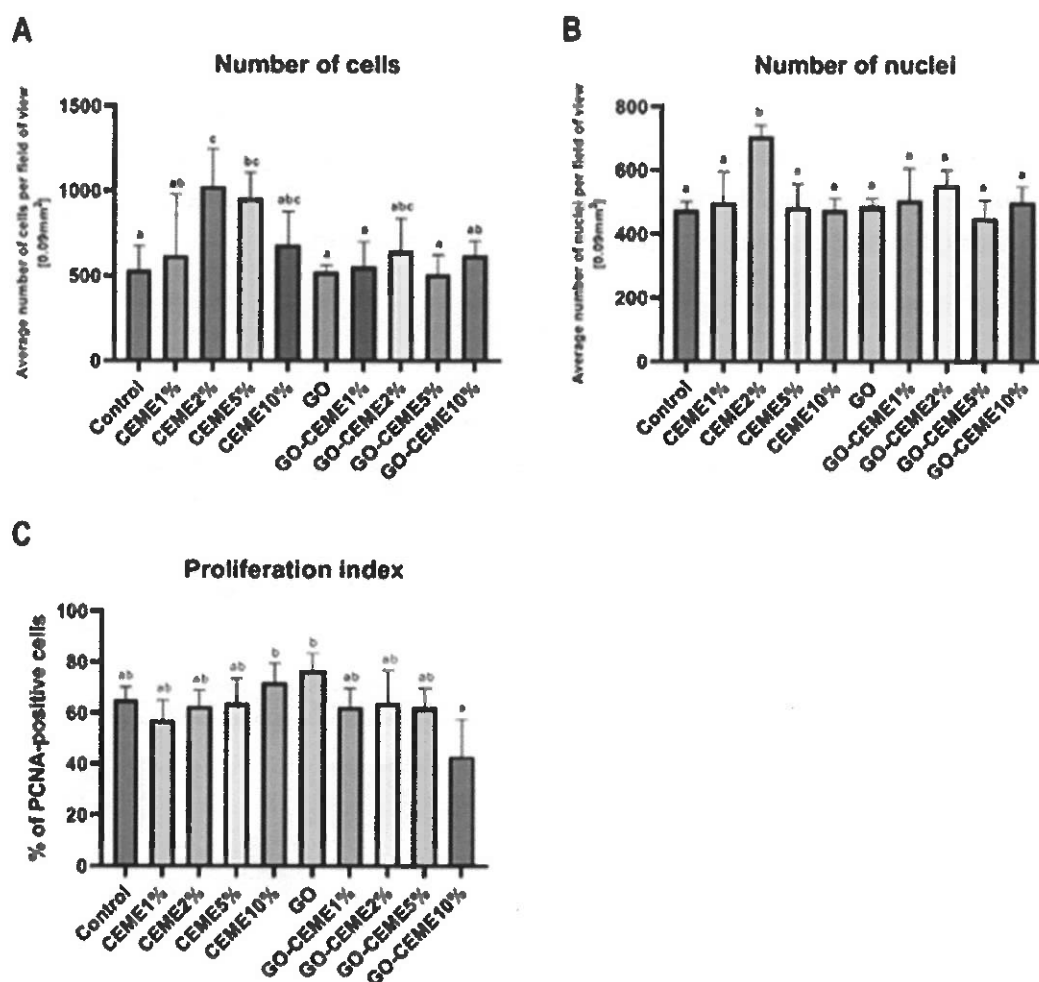 A
Number of cells
Average number of cells per field of view
[0.09mm²]
1500
1000
500
0
a
ab
c
bc
abc
a
a
abc
a
ab
Control
CEME1%
CEME2%
CEME5%
CEME10%
GO
GO-CEME1%
GO-CEME2%
GO-CEME5%
GO-CEME10%
B
Number of nuclei
Average number of nuclei per field of view
[0.09mm²]
800
600
400
200
0
a
a
b
a
a
a
a
a
a
a
Control
CEME1%
CEME2%
CEME5%
CEME10%
GO
GO-CEME1%
GO-CEME2%
GO-CEME5%
GO-CEME10%
C
Proliferation index
% of PCNA-positive cells
100
80
60
40
20
0
ab
ab
ab
ab
b
b
ab
ab
ab
a
Control
CEME1%
CEME2%
CEME5%
CEME10%
GO
GO-CEME1%
GO-CEME2%
GO-CEME5%
GO-CEME10%